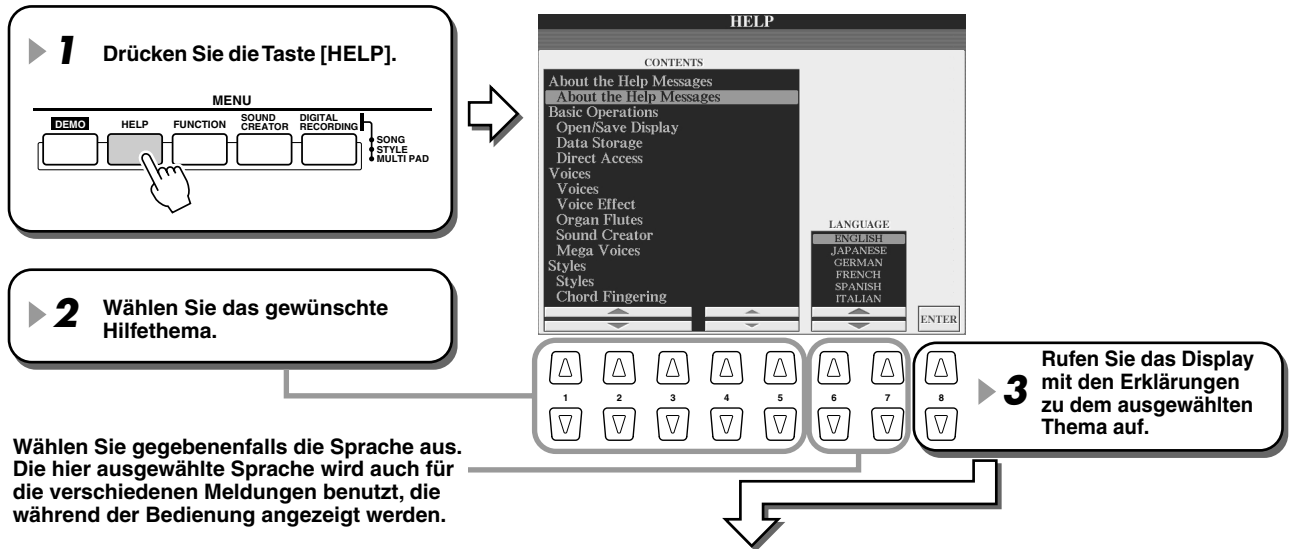 1 Drücken Sie die Taste [HELP].
MENU
DEMO
HELP
FUNCTION
SOUND CREATOR
DIGITAL RECORDING
SONG
STYLE
MULTI PAD
HELP
CONTENTS
About the Help Messages
About the Help Messages
Basic Operations
Open/Save Display
Data Storage
Direct Access
Voices
Voices
Voice Effect
Organ Flutes
Sound Creator
Mega Voices
Styles
Styles
Chord Fingering
LANGUAGE
ENGLISH
JAPANESE
GERMAN
FRENCH
SPANISH
ITALIAN
ENTER
2 Wählen Sie das gewünschte
Hilfethema.
1 2 3 4 5 6 7 8
3 Rufen Sie das Display
mit den Erklärungen
zu dem ausgewählten
Thema auf.
Wählen Sie gegebenenfalls die Sprache aus.
Die hier ausgewählte Sprache wird auch für
die verschiedenen Meldungen benutzt, die
während der Bedienung angezeigt werden.